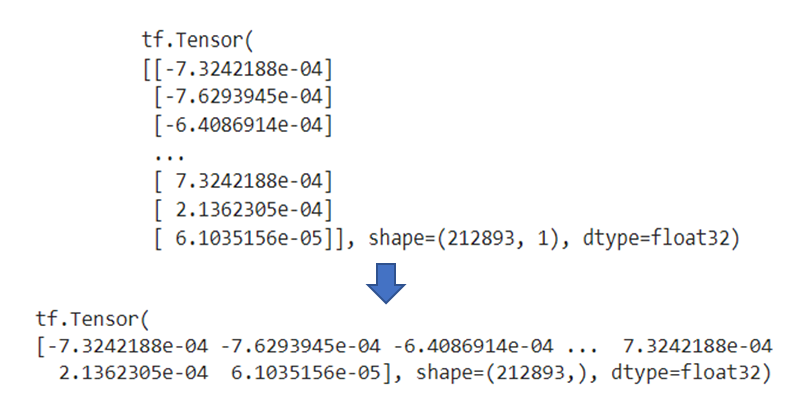 tf.Tensor(
[[-7.3242188e-04]
[-7.6293945e-04]
[-6.4086914e-04]
...
[ 7.3242188e-04]
[ 2.1362305e-04]
[ 6.1035156e-05]], shape=(212893, 1), dtype=float32)
tf.Tensor(
[-7.3242188e-04 -7.6293945e-04 -6.4086914e-04 ...  7.3242188e-04
2.1362305e-04  6.1035156e-05], shape=(212893,), dtype=float32)